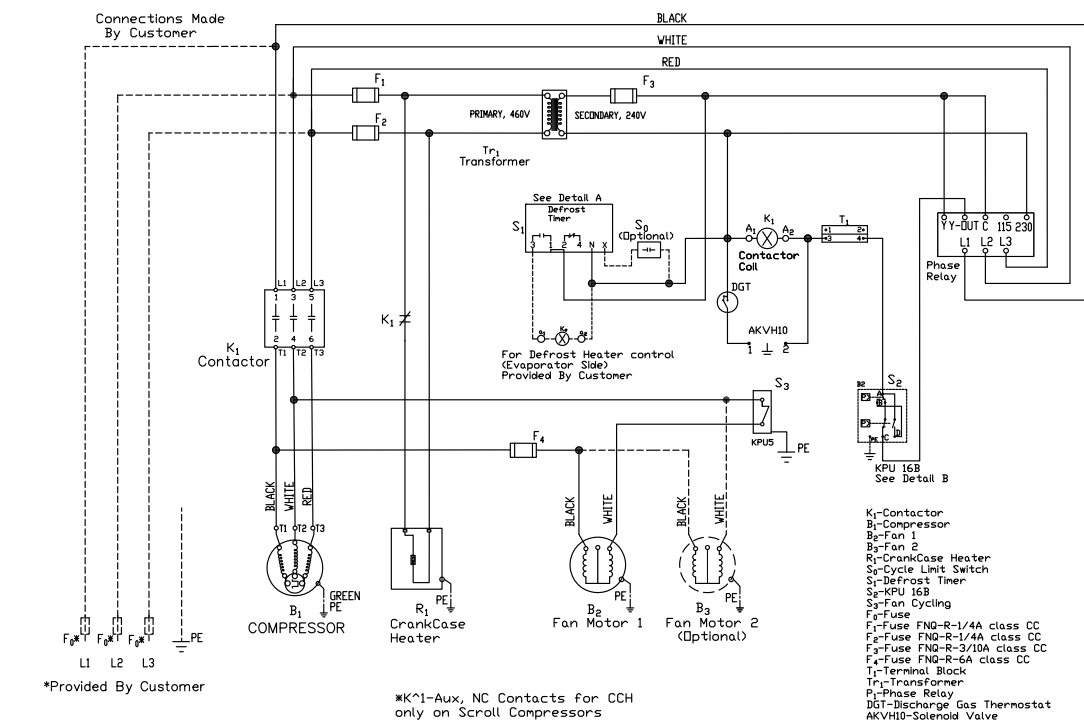 Connections Made
By Customer
BLACK
WHITE
RED
F1
F2
F3
PRIMARY, 460V
SECONDARY, 240V
Tr1
Transformer
See Detail A
Defrost
Timer
S1
3 1 2 4 N X
S0
(Optional)
A1 K1 A2
Contactor
Coil
T1
1 2
3 4
Y Y-OUT C 115 230
L1 L2 L3
Phase
Relay
DGT
AKVH10
1 2
L1 L2 L3
1 3 5
2 4 6
T1 T2 T3
K1
Contactor
K1
For Defrost Heater control
(Evaporator Side)
Provided By Customer
S3
KPU5
PE
B2
S2
A
B
P
P
D
PE
C
KPU 16B
See Detail B
F4
BLACK
WHITE
RED
BLACK
WHITE
BLACK
WHITE
T1 T2 T3
GREEN
PE
B1
COMPRESSOR
PE
R1
CrankCase
Heater
PE
B2
Fan Motor 1
PE
B3
Fan Motor 2
(Optional)
F0* F0* F0* PE
L1 L2 L3
*Provided By Customer
*K^1-Aux, NC Contacts for CCH
only on Scroll Compressors
K1-Contactor
B1-Compressor
B2-Fan 1
B3-Fan 2
R1-CrankCase Heater
S0-Cycle Limit Switch
S1-Defrost Timer
S2-KPU 16B
S3-Fan Cycling
F0-Fuse
F1-Fuse FNQ-R-1/4A class CC
F2-Fuse FNQ-R-1/4A class CC
F3-Fuse FNQ-R-3/10A class CC
F4-Fuse FNQ-R-6A class CC
T1-Terminal Block
Tr1-Transformer
P1-Phase Relay
DGT-Discharge Gas Thermostat
AKVH10-Solenoid Valve